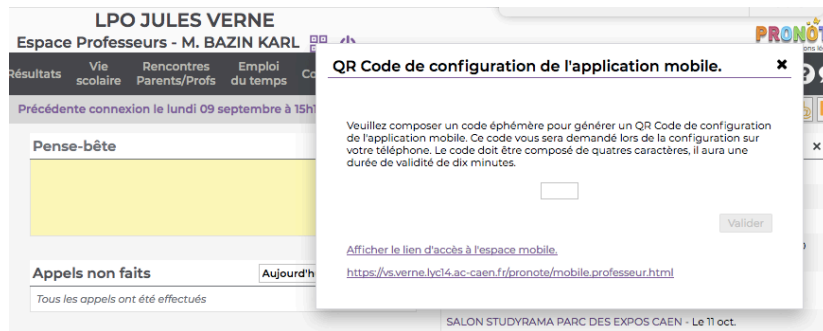 LPO JULES VERNE
Espace Professeurs - M. BAZIN KARL
PRONOT
Résultats
Vie scolaire
Rencontres Parents/Profs
Emploi du temps
Co
Précédente connexion le lundi 09 septembre à 15h1
Pense-bête
QR Code de configuration de l'application mobile.
Veuillez composer un code éphémère pour générer un QR Code de configuration
de l'application mobile. Ce code vous sera demandé lors de la configuration sur
votre téléphone. Le code doit être composé de quatres caractères, il aura une
durée de validité de dix minutes.
Valider
Afficher le lien d'accès à l'espace mobile.
https://vs.verne.lyc14.ac-caen.fr/pronote/mobile.professeur.html
Appels non faits
Aujourd'h
Tous les appels ont été effectués
SALON STUDYRAMA PARC DES EXPOS CAEN - Le 11 oct.